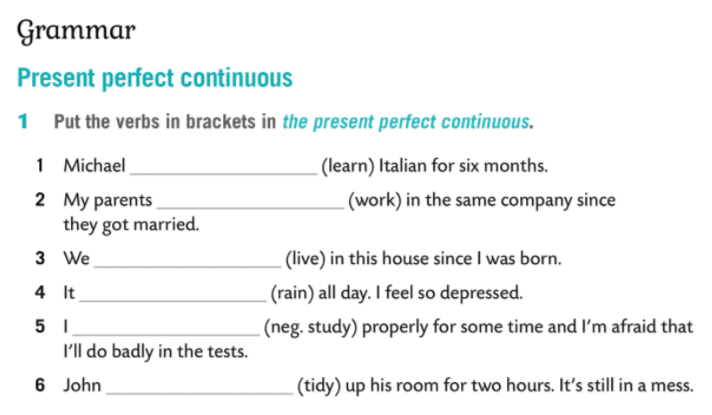 Grammar
Present perfect continuous
1 Put the verbs in brackets in the present perfect continuous.
1 Michael ____________________ (learn) Italian for six months.
2 My parents ____________________ (work) in the same company since
they got married.
3 We ____________________ (live) in this house since I was born.
4 It ____________________ (rain) all day. I feel so depressed.
5 I ____________________ (neg. study) properly for some time and I'm afraid that
I'll do badly in the tests.
6 John ____________________ (tidy) up his room for two hours. It's still in a mess.